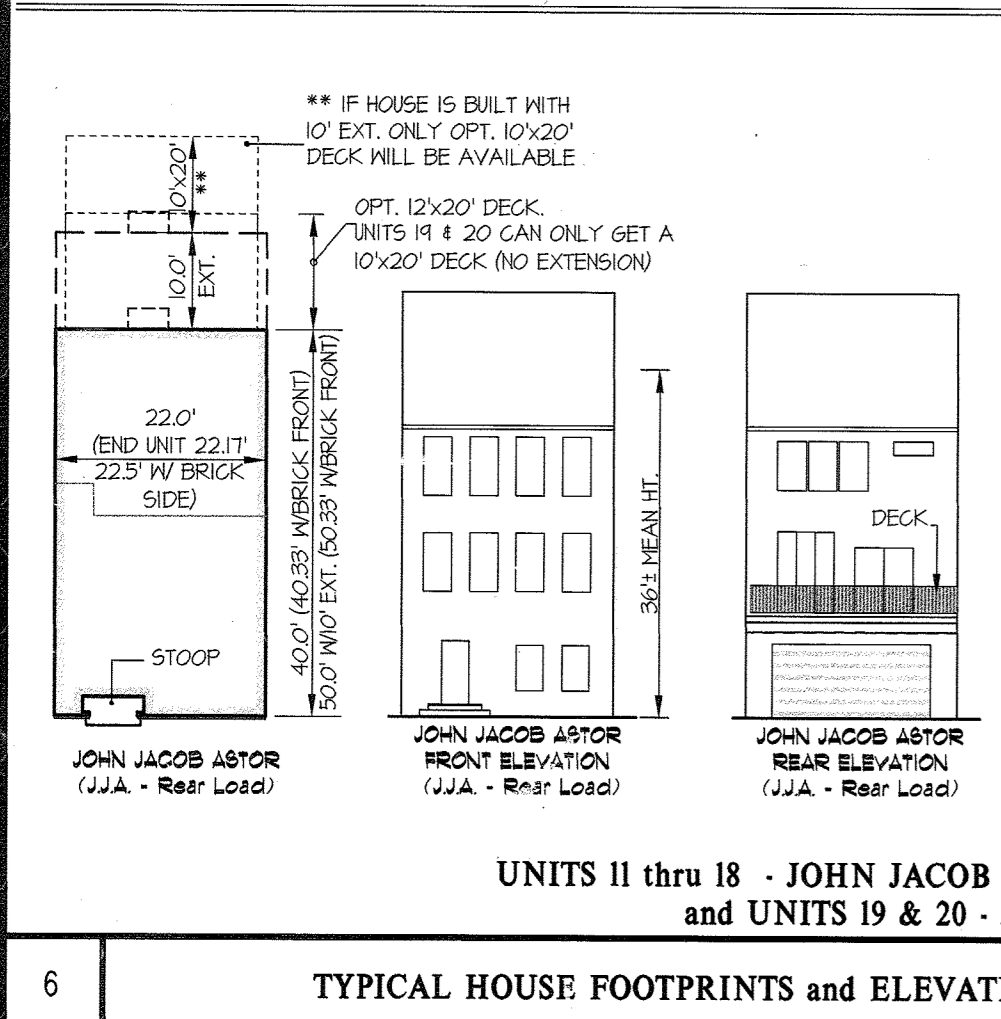 ** IF HOUSE IS BUILT WITH
10' EXT. ONLY OPT. 10'x20'
DECK WILL BE AVAILABLE
10'x20'
**
OPT. 12'x20' DECK.
UNITS 19 & 20 CAN ONLY GET A
10'x20' DECK (NO EXTENSION)
10.0'
EXT.
22.0'
(END UNIT 22.17'
22.5' W/ BRICK
SIDE)
40.0' (40.33' W/BRICK FRONT)
50.0' W/10' EXT. (50.33' W/BRICK FRONT)
STOOP
36'± MEAN HT.
DECK
JOHN JACOB ASTOR
(J.J.A. - Rear Load)
JOHN JACOB ASTOR
FRONT ELEVATION
(J.J.A. - Rear Load)
JOHN JACOB ASTOR
REAR ELEVATION
(J.J.A. - Rear Load)
UNITS 11 thru 18 - JOHN JACOB
and UNITS 19 & 20 -
6
TYPICAL HOUSE FOOTPRINTS and